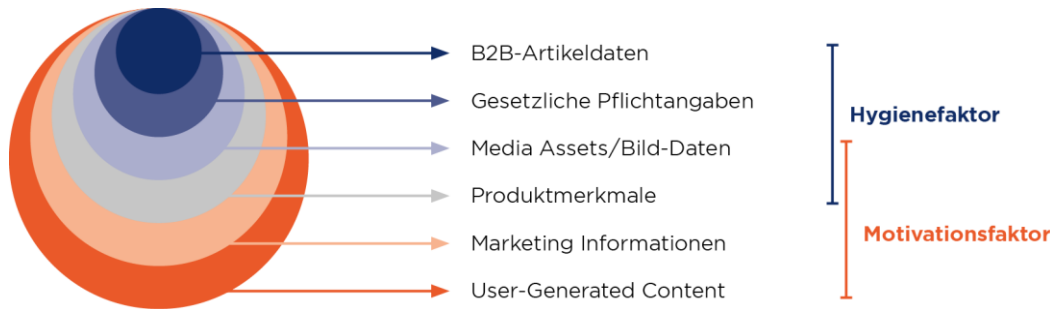 B2B-Artikeldaten
Gesetzliche Pflichtangaben
Media Assets/Bild-Daten
Produktmerkmale
Marketing Informationen
User-Generated Content
Hygienefaktor
Motivationsfaktor